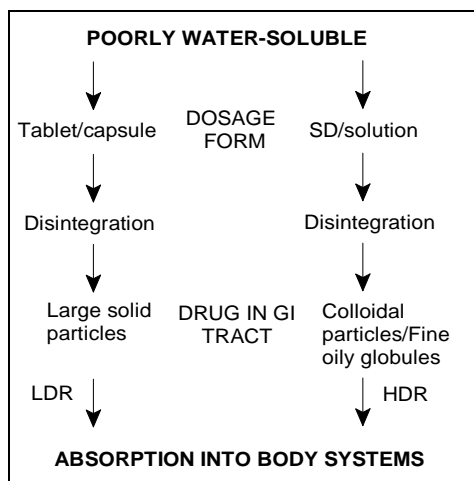 POORLY WATER-SOLUBLE
Tablet/capsule
DOSAGE
FORM
SD/solution
Disintegration
Disintegration
Large solid
particles
DRUG IN GI
TRACT
Colloidal
particles/Fine
oily globules
LDR
HDR
ABSORPTION INTO BODY SYSTEMS